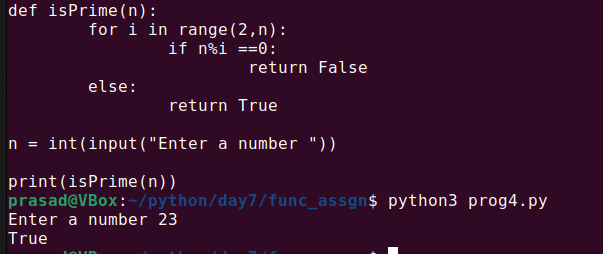 def isPrime(n):
        for i in range(2,n):
                if n%i ==0:
                        return False
        else:
                return True

n = int(input("Enter a number "))

print(isPrime(n))
prasad@VBox:~/python/day7/func_assgn$ python3 prog4.py
Enter a number 23
True